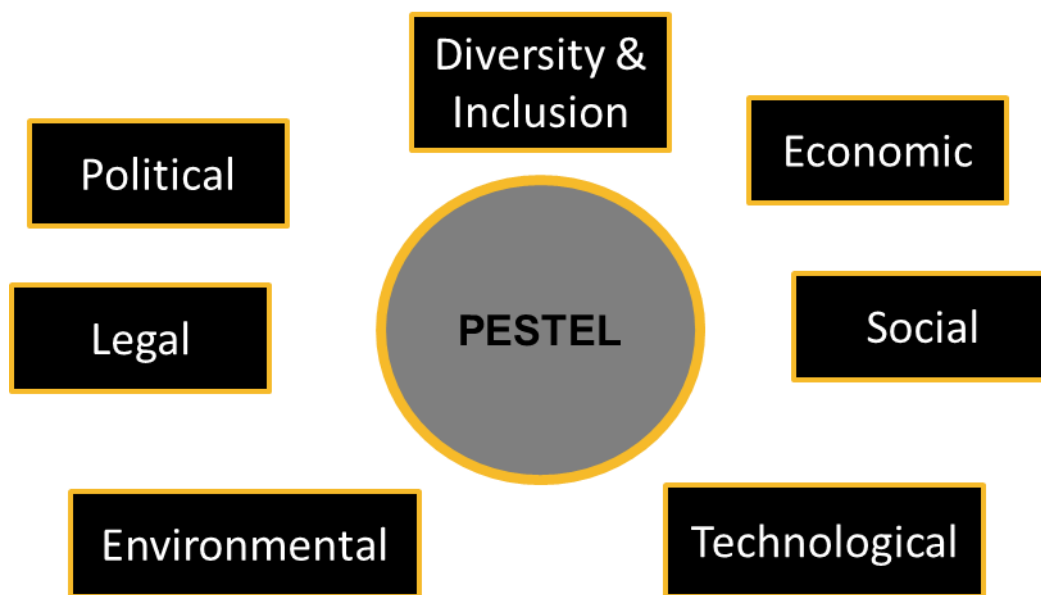 Diversity &
Inclusion
Political
Economic
Legal
PESTEL
Social
Environmental
Technological